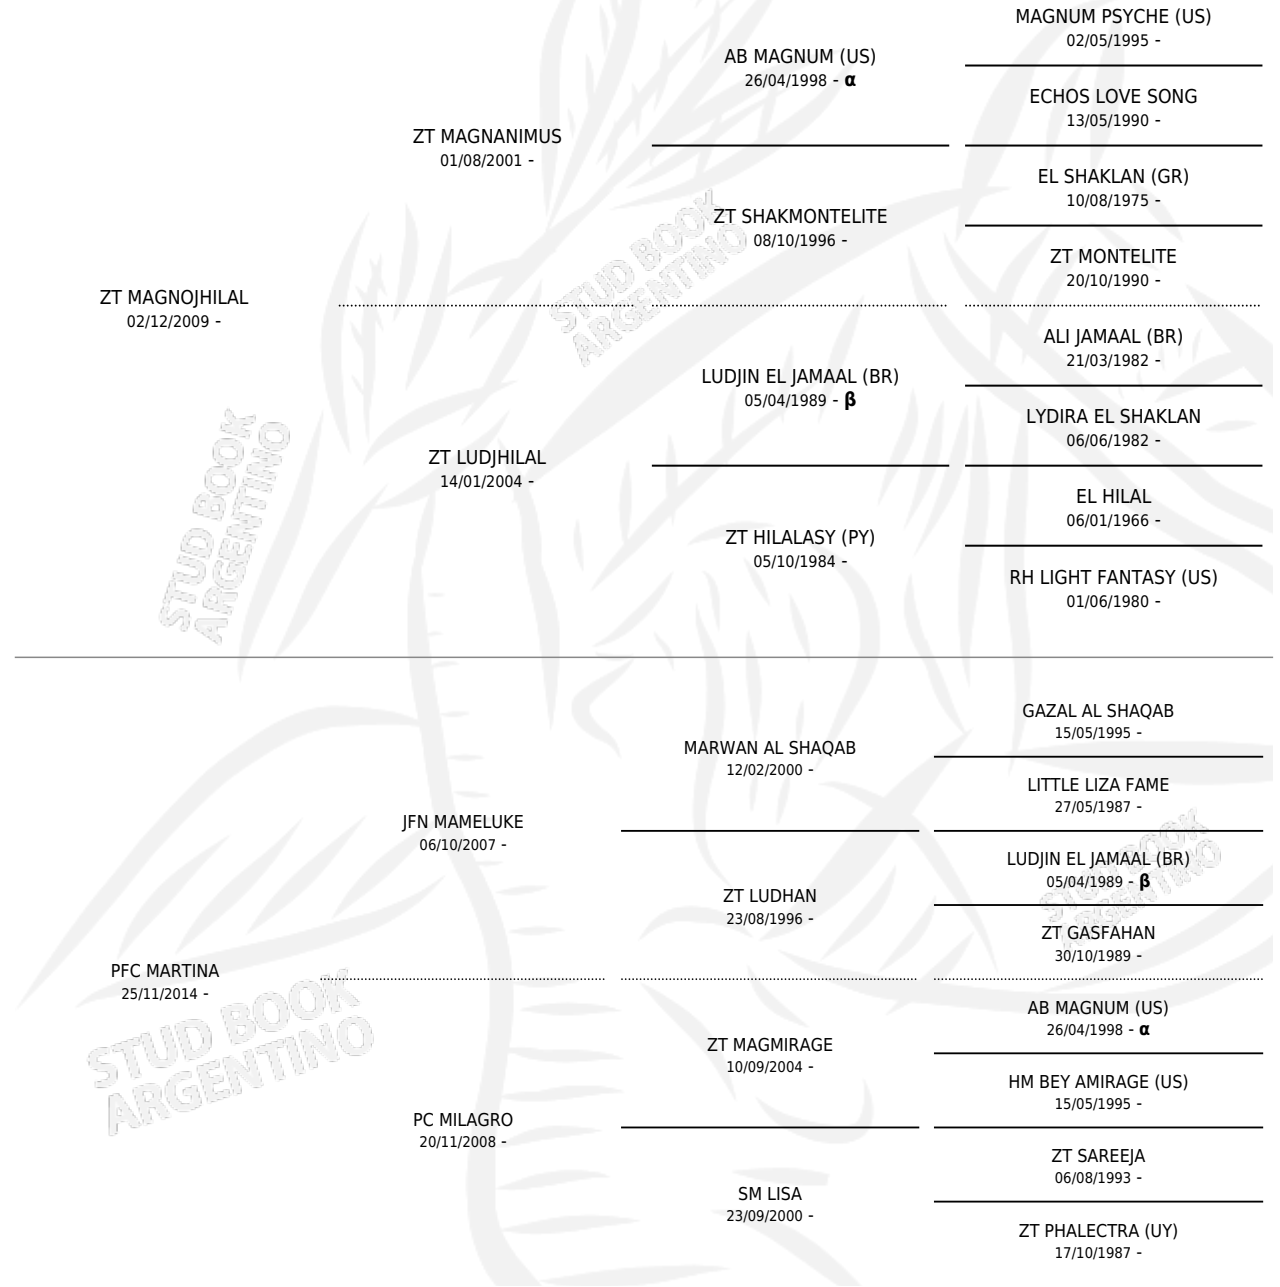 MAGNUM PSYCHE (US)
02/05/1995 -
AB MAGNUM (US)
26/04/1998 - α
ECHOS LOVE SONG
13/05/1990 -
ZT MAGNANIMUS
01/08/2001 -
EL SHAKLAN (GR)
10/08/1975 -
ZT SHAKMONTELITE
08/10/1996 -
ZT MONTELITE
20/10/1990 -
ZT MAGNOJHILAL
02/12/2009 -
ALI JAMAAL (BR)
21/03/1982 -
LUDJIN EL JAMAAL (BR)
05/04/1989 - β
LYDIRA EL SHAKLAN
06/06/1982 -
ZT LUDJHILAL
14/01/2004 -
EL HILAL
06/01/1966 -
ZT HILALASY (PY)
05/10/1984 -
RH LIGHT FANTASY (US)
01/06/1980 -
GAZAL AL SHAQAB
15/05/1995 -
MARWAN AL SHAQAB
12/02/2000 -
LITTLE LIZA FAME
27/05/1987 -
JFN MAMELUKE
06/10/2007 -
LUDJIN EL JAMAAL (BR)
05/04/1989 - β
ZT LUDHAN
23/08/1996 -
ZT GASFAHAN
30/10/1989 -
PFC MARTINA
25/11/2014 -
AB MAGNUM (US)
26/04/1998 - α
ZT MAGMIRAGE
10/09/2004 -
HM BEY AMIRAGE (US)
15/05/1995 -
PC MILAGRO
20/11/2008 -
ZT SAREEJA
06/08/1993 -
SM LISA
23/09/2000 -
ZT PHALECTRA (UY)
17/10/1987 -
STUD BOOK
ARGENTINO
STUD BOOK
ARGENTINO
STUD BOOK
ARGENTINO
STUD BOOK
ARGENTINO